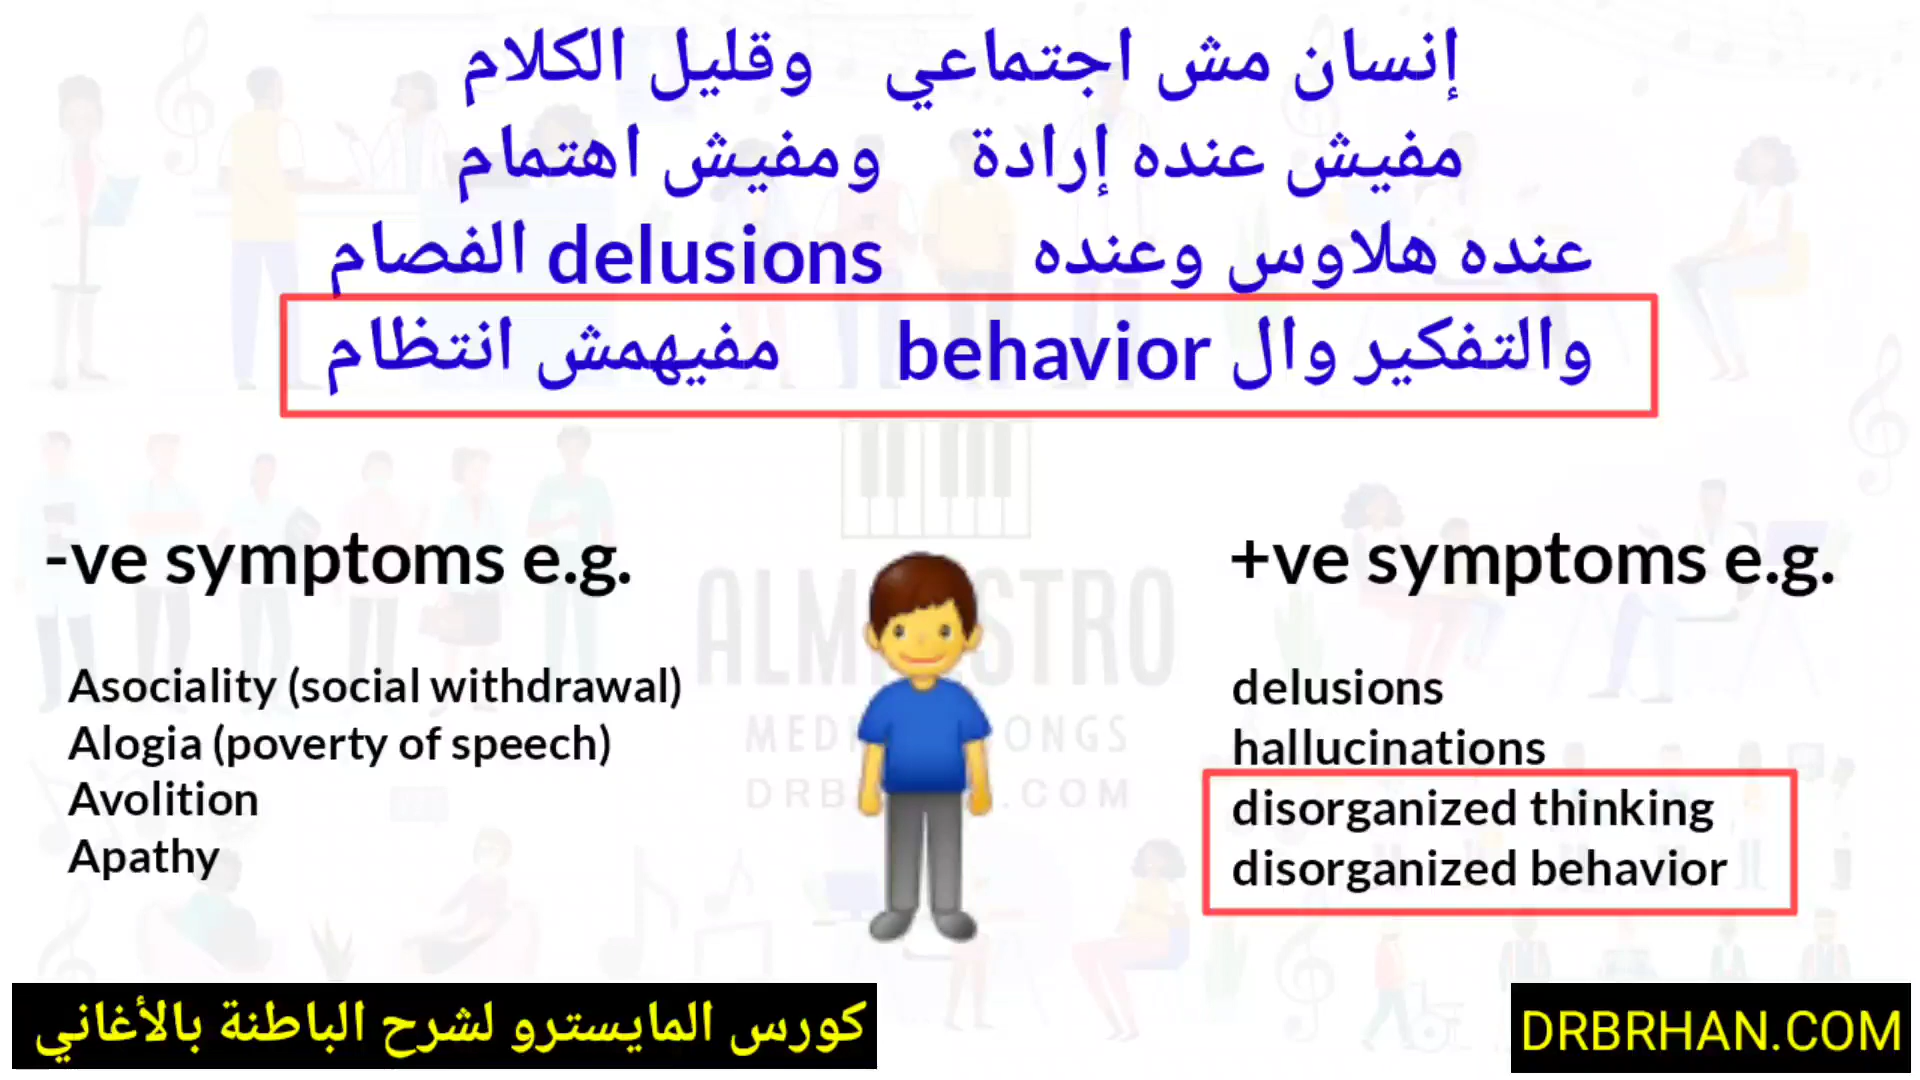 إنسان مش اجتماعي وقليل الكلام
مفيش عنده إرادة ومفيش اهتمام
عنده هلاوس وعنده delusions الفصام
والتفكير وال behavior مفيهمش انتظام
-ve symptoms e.g.
Asociality (social withdrawal)
Alogia (poverty of speech)
Avolition
Apathy
+ve symptoms e.g.
delusions
hallucinations
disorganized thinking
disorganized behavior
كورس المايسترو لشرح الباطنة بالأغاني
DRBRHAN.COM